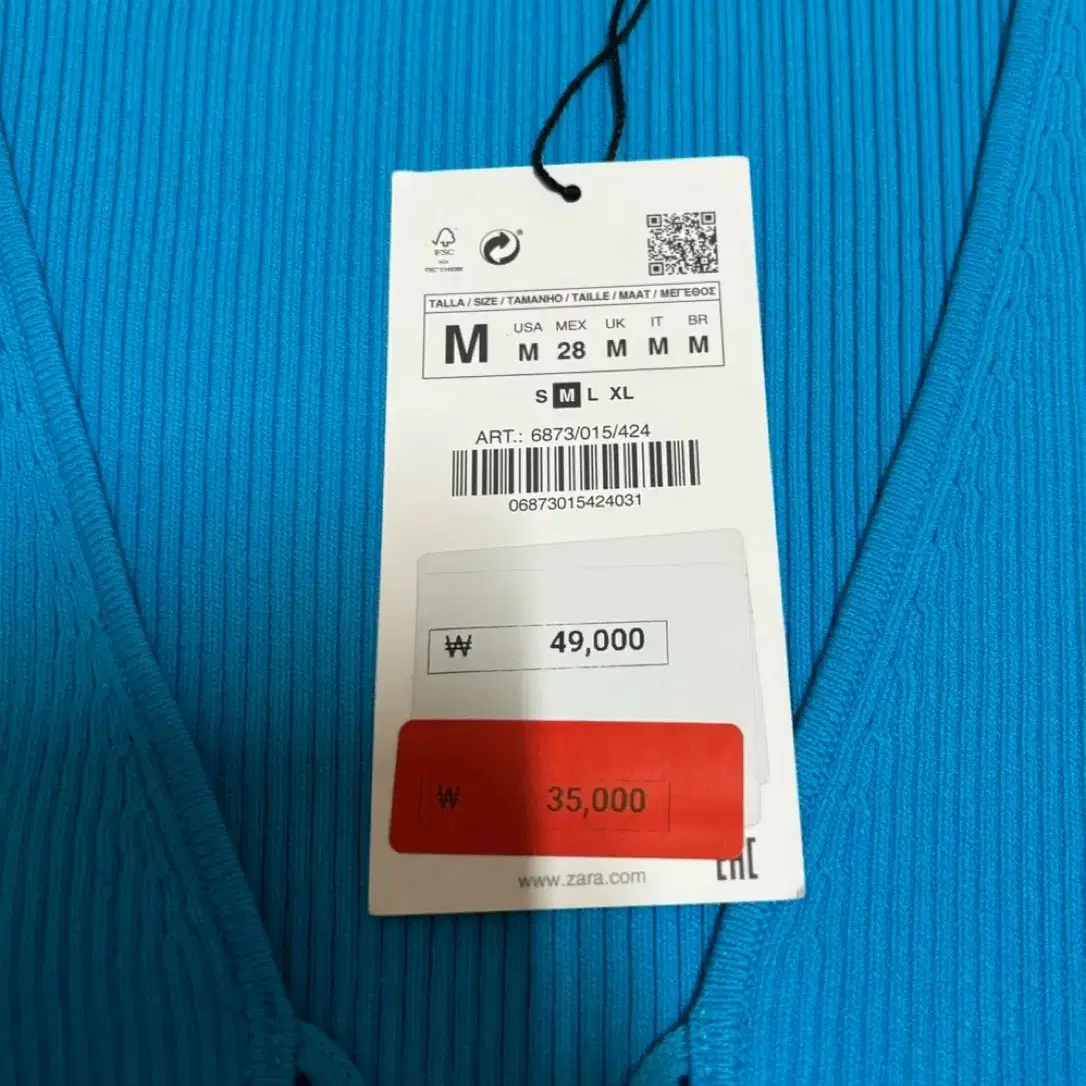 FSC
TALLA / SIZE / TAMANHO / TAILLE / MAAT / ΜΕΓΕΘΟΣ
M
USA MEX UK IT BR
M 28 M M M
S M L XL
ART.: 6873/015/424
06873015424031
₩ 49,000
₩ 35,000
www.zara.com
EAC